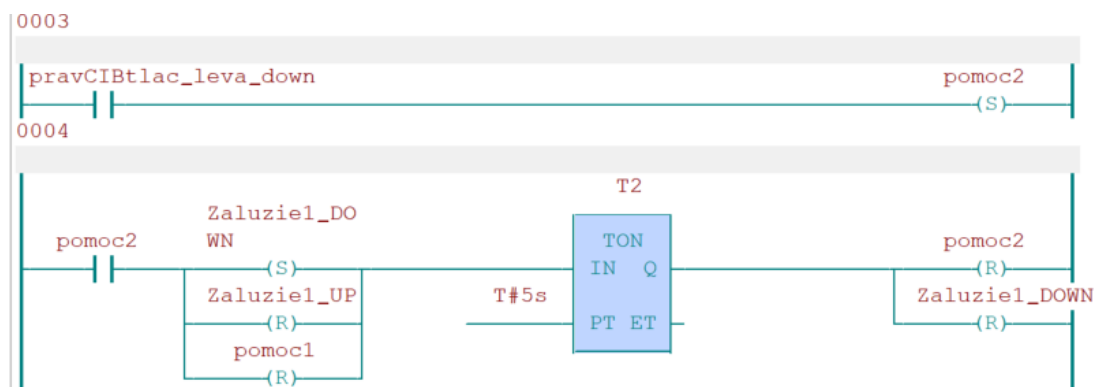 0003
pravCIBtlac_leva_down
pomoc2
(S)
0004
T2
Zaluzie1_DO
WN
pomoc2
TON
pomoc2
(S)
IN Q
(R)
Zaluzie1_UP
T#5s
Zaluzie1_DOWN
(R)
PT ET
(R)
pomoc1
(R)